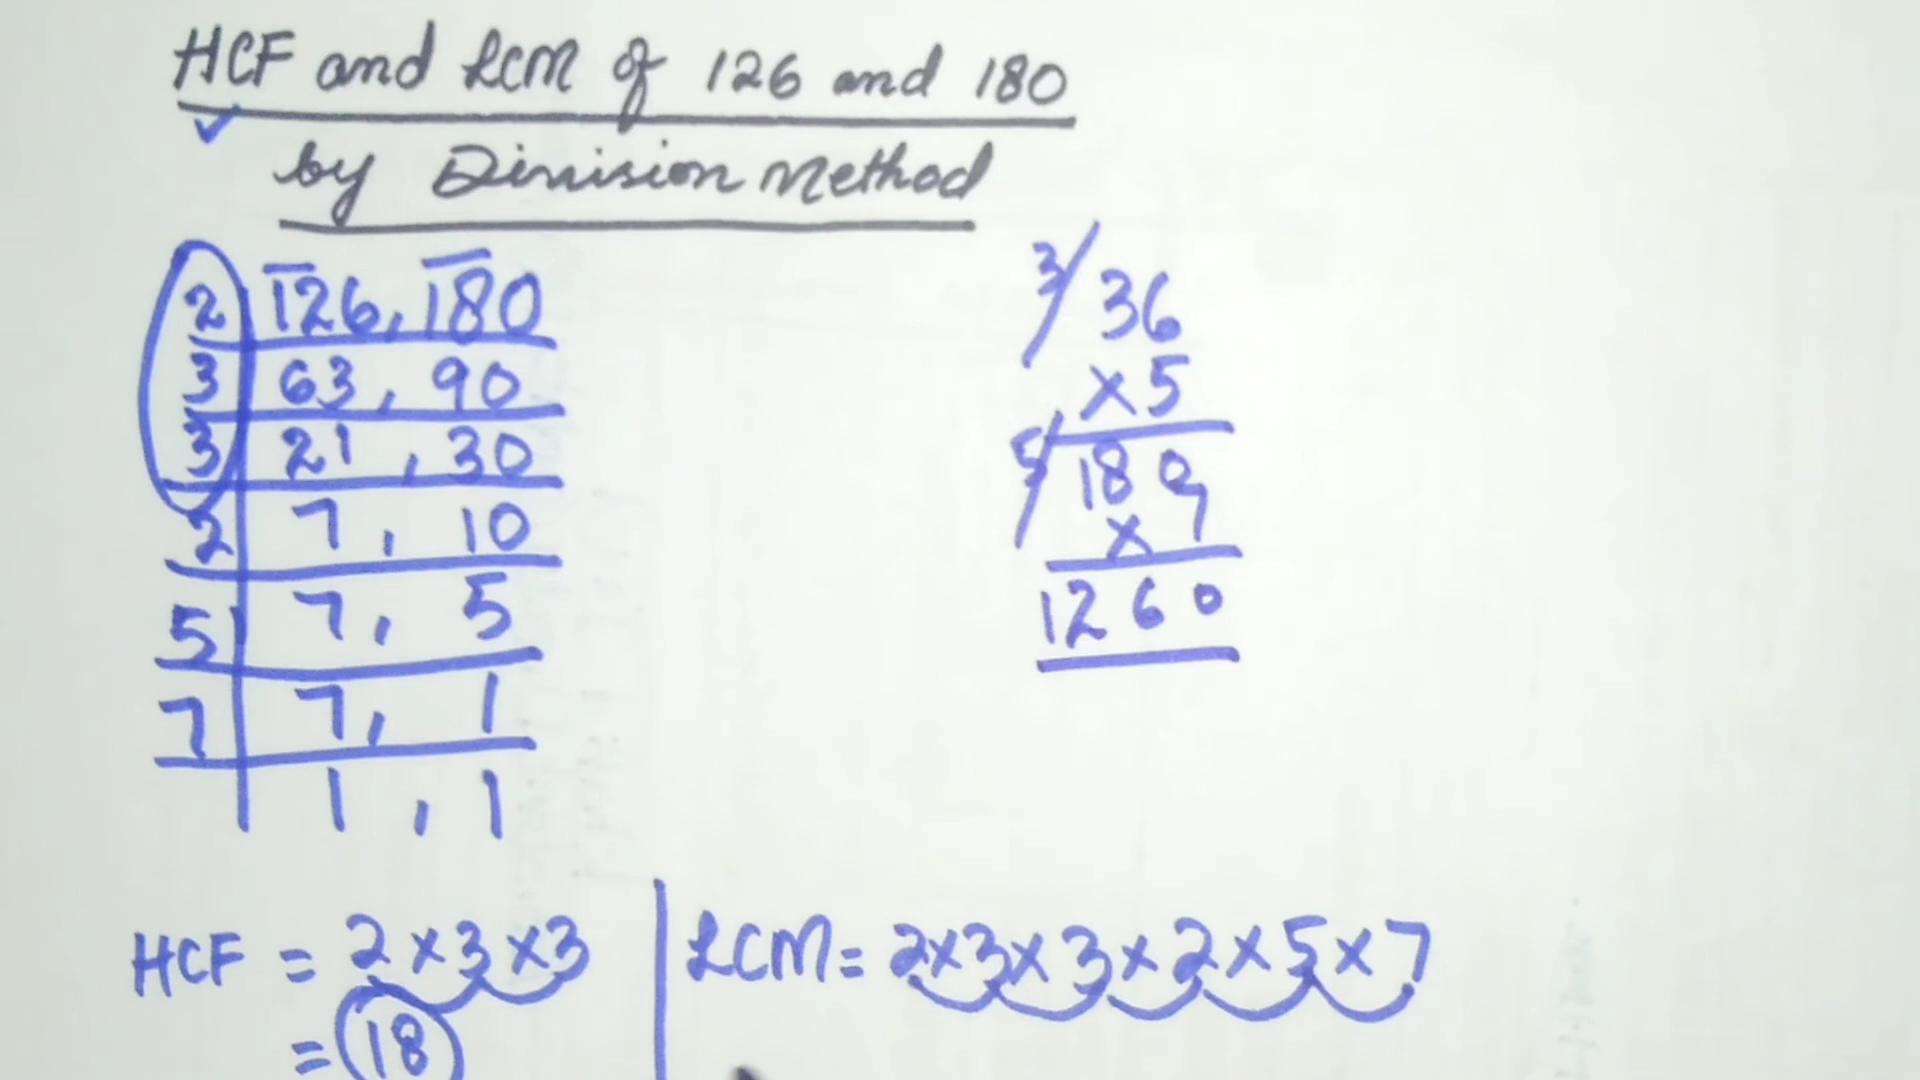 HCF and LCM of 126 and 180
by Division Method
2 126, 180
3 63, 90
3 21, 30
2 7, 10
5 7, 5
7 7, 1
1, 1
3
36
×5
5
180
×7
1260
HCF = 2×3×3
= 18
LCM = 2×3×3×2×5×7